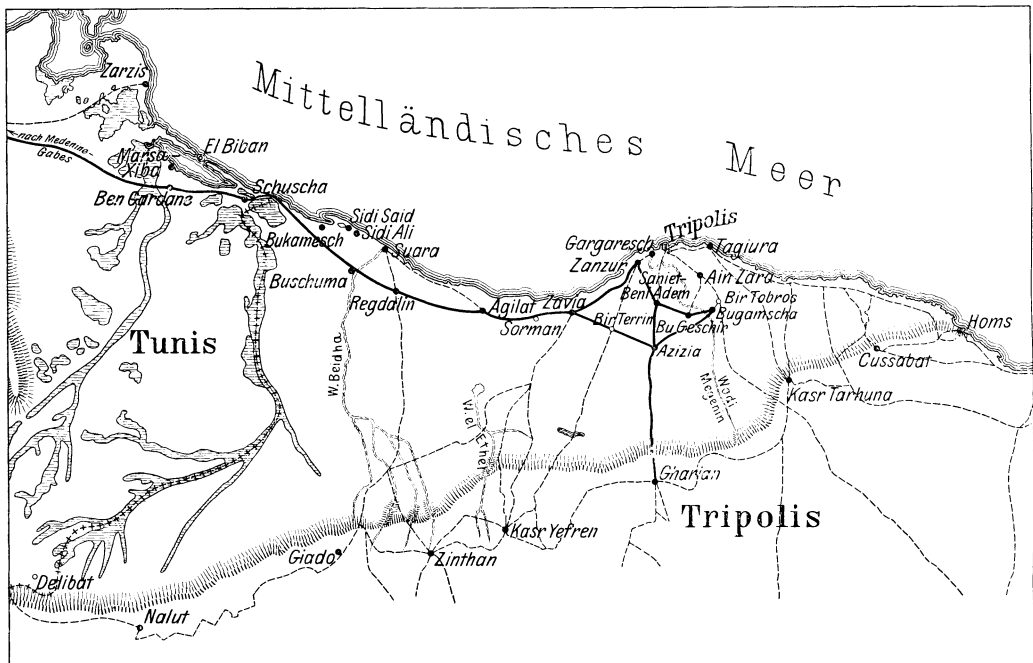 Zarzis
Mittelländisches Meer
nach Medenine-
Gabes
Marsa-
Xiba
El Biban
Ben Gardanz
Schuscha
Sidi Said
Sidi Ali
Bukamesch
Suara
Buschuma
Regdalin
Agilat
Sorman
Zavia
Tripolis
Gargaresch
Zanzur
Tagiura
Ain Zara
Saniet-
Beni Adem
Bir Tobros
Bugamscha
Bir Terrin
Bu Geschir
Azizia
Homs
Cussabat
Kasr Tarhuna
Tunis
W. Beidha
W. el Ethel
Wadi
Megenin
Gharian
Tripolis
Kasr Yefren
Giado
Zinthan
Delibat
Nalut